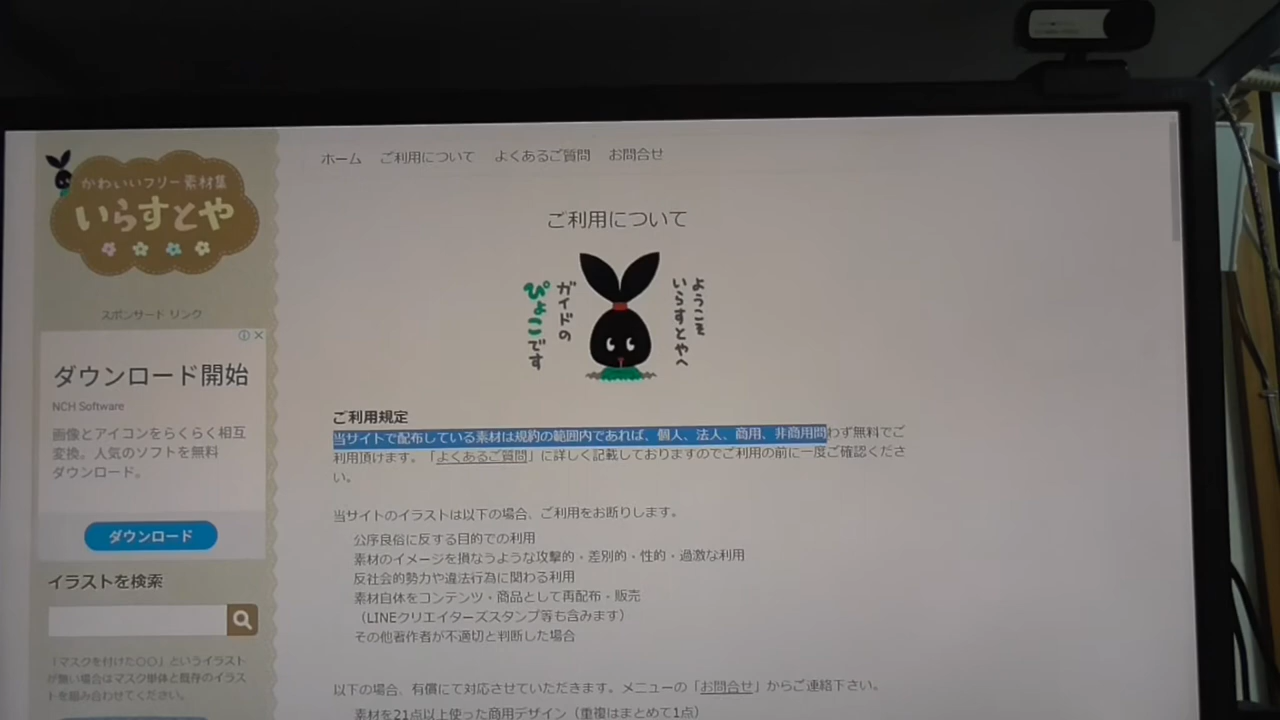 ホーム ご利用について よくあるご質問 お問合せ
かわいいフリー素材集
いらすとや
スポンサード リンク
ダウンロード開始
NCH Software
画像とアイコンをらくらく相互
変換。人気のソフトを無料
ダウンロード。
ダウンロード
イラストを検索
「マスクを付けた〇〇」というイラスト
が無い場合はマスク単体と既存のイラス
トを組み合わせてください。
ご利用について
ようこそ
いらすとやへ
ガイドの
ぴよこです
ご利用規定
当サイトで配布している素材は規約の範囲内であれば、個人、法人、商用、非商用問わず無料でご
利用頂けます。「よくあるご質問」に詳しく記載しておりますのでご利用の前に一度ご確認くださ
い。
当サイトのイラストは以下の場合、ご利用をお断りします。
公序良俗に反する目的での利用
素材のイメージを損なうような攻撃的・差別的・性的・過激な利用
反社会的勢力や違法行為に関わる利用
素材自体をコンテンツ・商品として再配布・販売
（LINEクリエイターズスタンプ等も含みます）
その他著作者が不適切と判断した場合
以下の場合、有償にて対応させていただきます。メニューの「お問合せ」からご連絡下さい。
素材を21点以上使った商用デザイン（重複はまとめて1点）